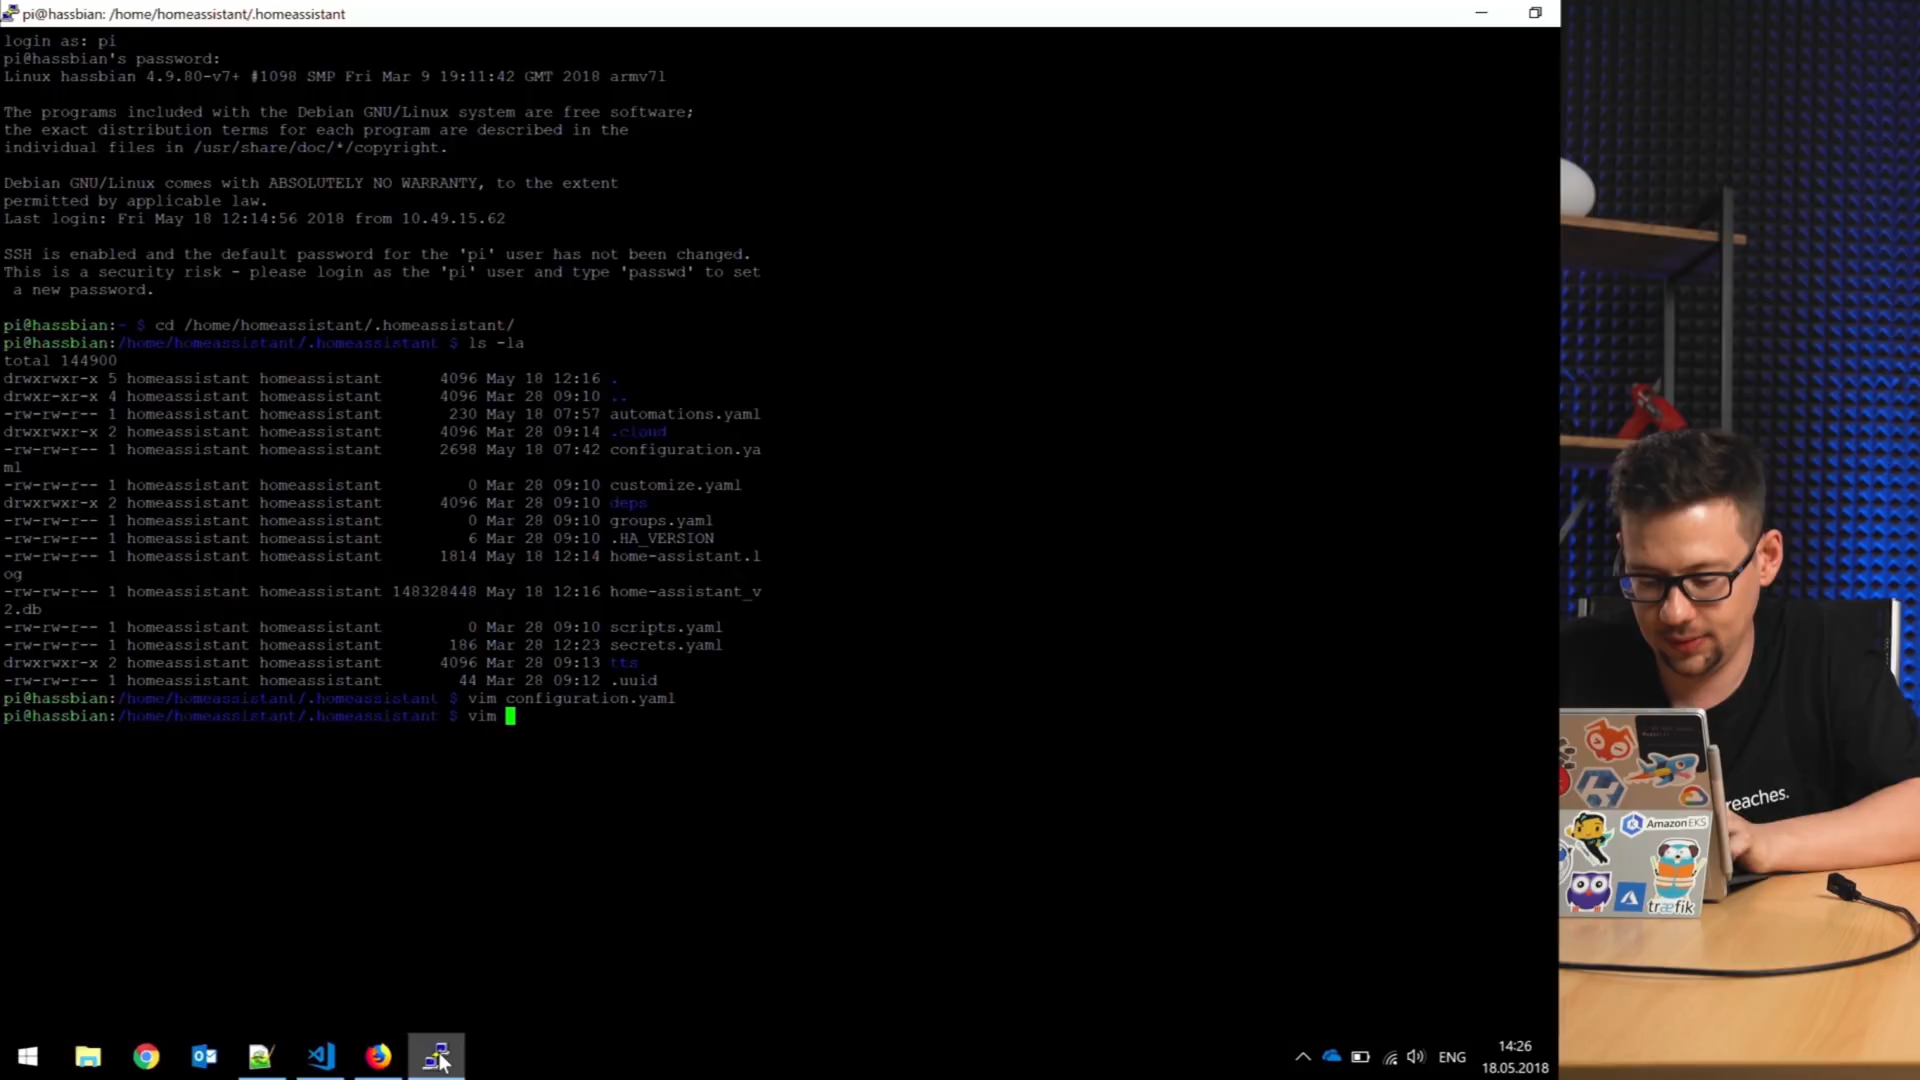 pi@hassbian: /home/homeassistant/.homeassistant
login as: pi
pi@hassbian's password:
Linux hassbian 4.9.80-v7+ #1098 SMP Fri Mar 9 19:11:42 GMT 2018 armv7l
The programs included with the Debian GNU/Linux system are free software;
the exact distribution terms for each program are described in the
individual files in /usr/share/doc/*/copyright.
Debian GNU/Linux comes with ABSOLUTELY NO WARRANTY, to the extent
permitted by applicable law.
Last login: Fri May 18 12:14:56 2018 from 10.49.15.62
SSH is enabled and the default password for the 'pi' user has not been changed.
This is a security risk - please login as the 'pi' user and type 'passwd' to set
a new password.
pi@hassbian:~ $ cd /home/homeassistant/.homeassistant/
pi@hassbian:/home/homeassistant/.homeassistant $ ls -la
total 144900
drwxrwxr-x 5 homeassistant homeassistant 4096 May 18 12:16 .
drwxr-xr-x 4 homeassistant homeassistant 4096 Mar 28 09:10 ..
-rw-rw-r-- 1 homeassistant homeassistant 230 May 18 07:57 automations.yaml
drwxrwxr-x 2 homeassistant homeassistant 4096 Mar 28 09:14 .cloud
-rw-rw-r-- 1 homeassistant homeassistant 2698 May 18 07:42 configuration.ya
ml
-rw-rw-r-- 1 homeassistant homeassistant 0 Mar 28 09:10 customize.yaml
drwxrwxr-x 2 homeassistant homeassistant 4096 Mar 28 09:10 deps
-rw-rw-r-- 1 homeassistant homeassistant 0 Mar 28 09:10 groups.yaml
-rw-rw-r-- 1 homeassistant homeassistant 6 Mar 28 09:10 .HA_VERSION
-rw-rw-r-- 1 homeassistant homeassistant 1814 May 18 12:14 home-assistant.l
og
-rw-rw-r-- 1 homeassistant homeassistant 148328448 May 18 12:16 home-assistant_v
2.db
-rw-rw-r-- 1 homeassistant homeassistant 0 Mar 28 09:10 scripts.yaml
-rw-rw-r-- 1 homeassistant homeassistant 186 Mar 28 12:23 secrets.yaml
drwxrwxr-x 2 homeassistant homeassistant 4096 Mar 28 09:13 tts
-rw-rw-r-- 1 homeassistant homeassistant 44 Mar 28 09:12 .uuid
pi@hassbian:/home/homeassistant/.homeassistant $ vim configuration.yaml
pi@hassbian:/home/homeassistant/.homeassistant $ vim
reaches.
Amazon EKS
træfik
ENG
14:26
18.05.2018